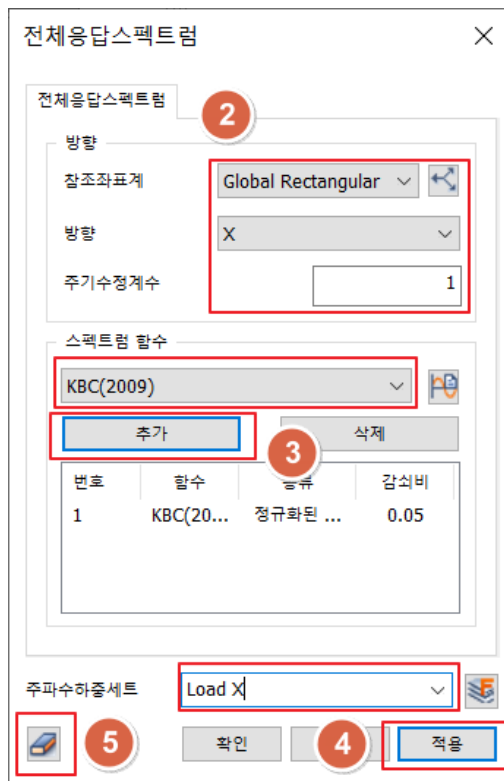 전체응답스펙트럼
전체응답스펙트럼
2
방향
참조좌표계 Global Rectangular
방향 X
주기수정계수 1
스펙트럼 함수
KBC(2009)
추가 삭제
3
번호 함수 감쇠비
1 KBC(20... 정규화된 ... 0.05
주파수하중세트 Load X
5 확인 4 적용